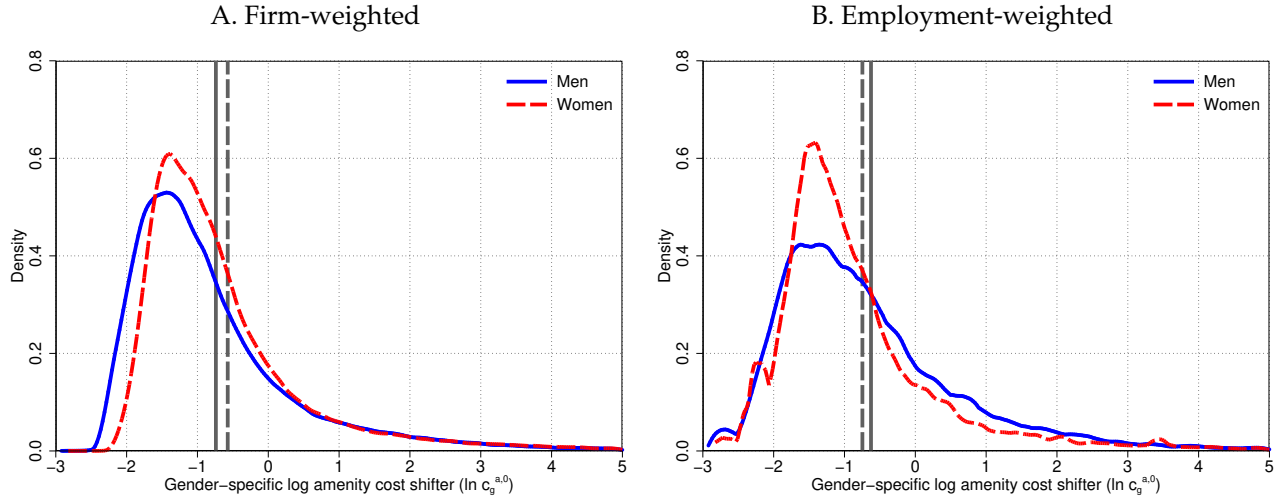 A. Firm-weighted
0.8
0.6
0.4
0.2
0.0
Density
Men
Women
−3 −2 −1 0 1 2 3 4 5
Gender−specific log amenity cost shifter (ln c_g^{a,0})
B. Employment-weighted
0.8
0.6
0.4
0.2
0.0
Density
Men
Women
−3 −2 −1 0 1 2 3 4 5
Gender−specific log amenity cost shifter (ln c_g^{a,0})